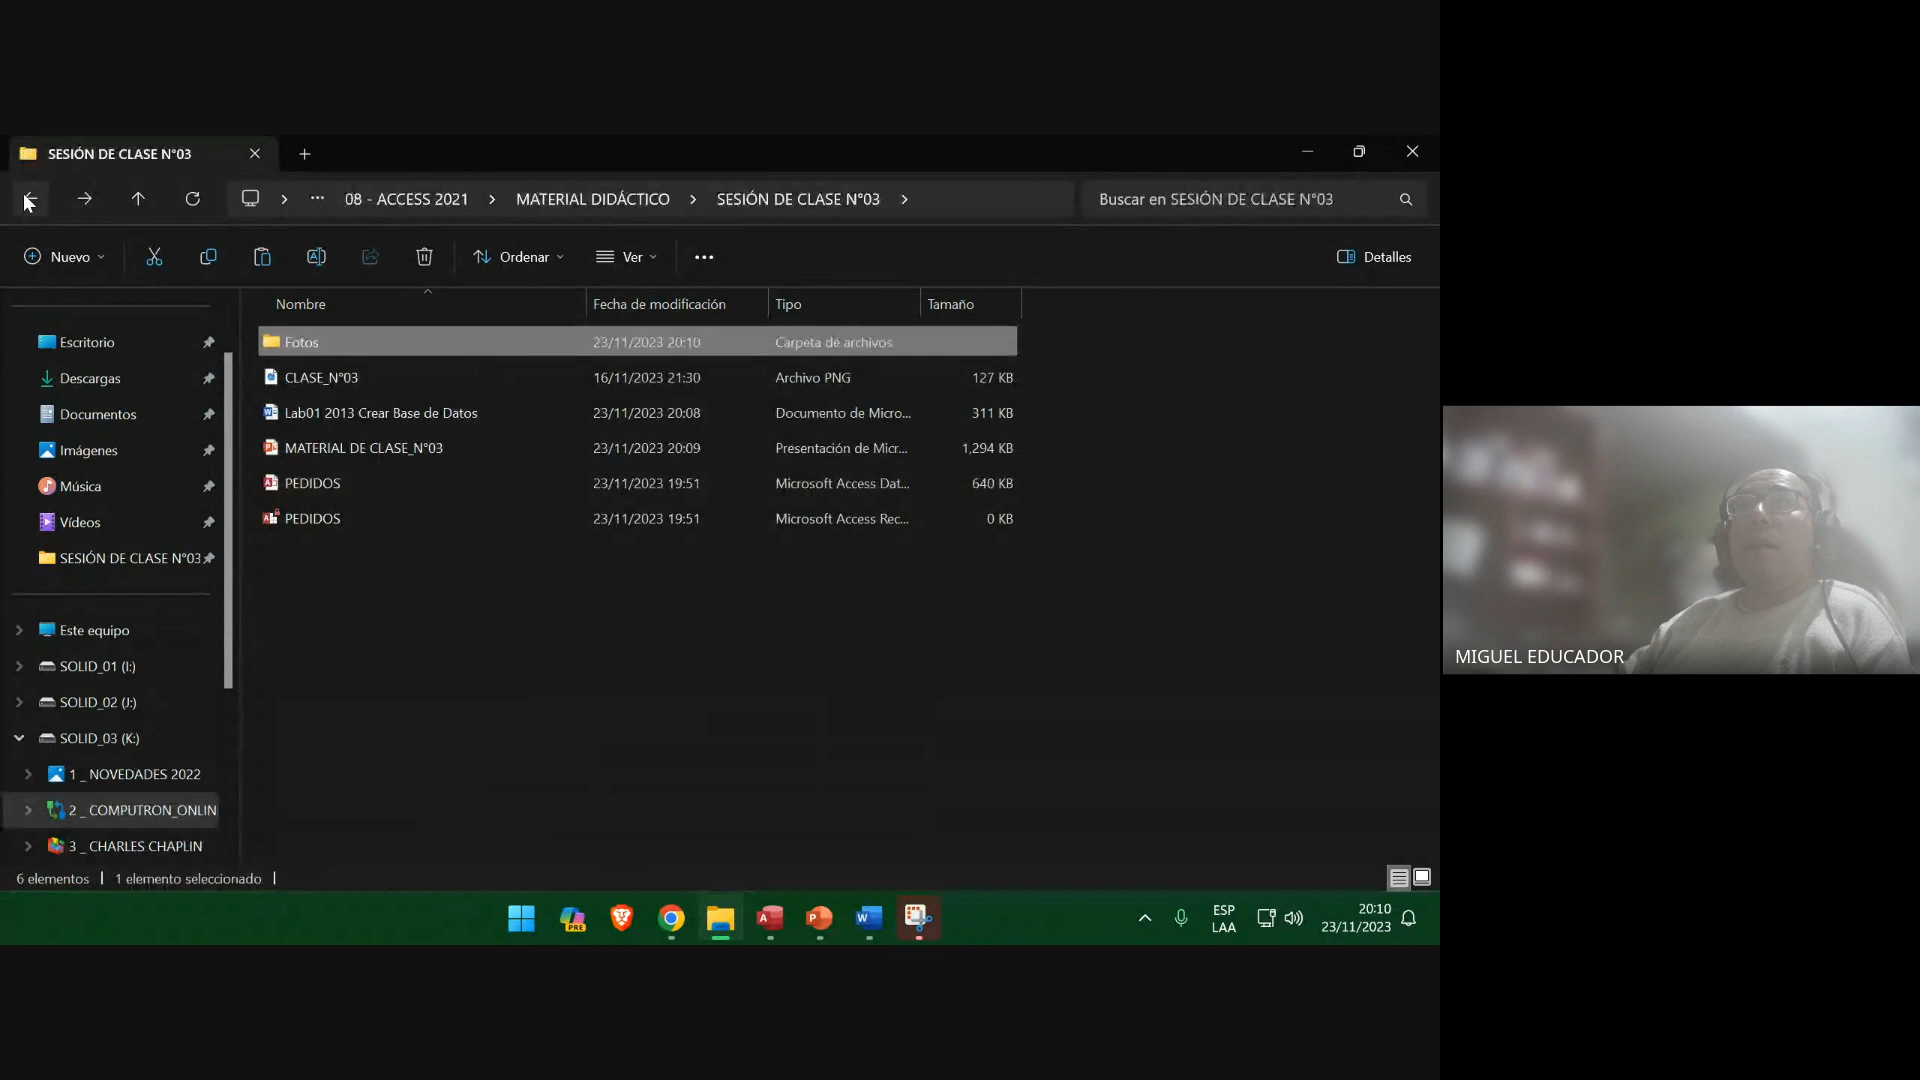 SESIÓN DE CLASE N°03
08 - ACCESS 2021 MATERIAL DIDÁCTICO SESIÓN DE CLASE N°03
Buscar en SESIÓN DE CLASE N°03
Nuevo
Ordenar
Ver
Detalles
Nombre Fecha de modificación Tipo Tamaño
Fotos 23/11/2023 20:10 Carpeta de archivos
CLASE_N°03 16/11/2023 21:30 Archivo PNG 127 KB
Lab01 2013 Crear Base de Datos 23/11/2023 20:08 Documento de Micro... 311 KB
MATERIAL DE CLASE_N°03 23/11/2023 20:09 Presentación de Micr... 1,294 KB
PEDIDOS 23/11/2023 19:51 Microsoft Access Dat... 640 KB
PEDIDOS 23/11/2023 19:51 Microsoft Access Rec... 0 KB
Escritorio
Descargas
Documentos
Imágenes
Música
Vídeos
SESIÓN DE CLASE N°03
Este equipo
SOLID_01 (I:)
SOLID_02 (J:)
SOLID_03 (K:)
1 _ NOVEDADES 2022
2 _ COMPUTRON_ONLIN
3 _ CHARLES CHAPLIN
6 elementos
1 elemento seleccionado
PRE
ESP
LAA
20:10
23/11/2023
MIGUEL EDUCADOR